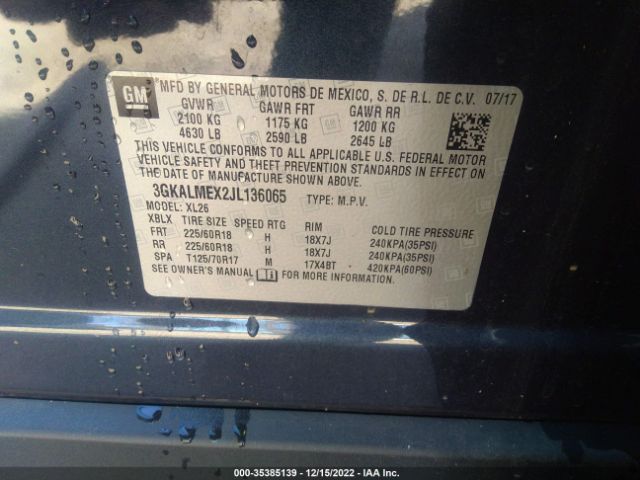 GM
MFD BY GENERAL MOTORS DE MEXICO, S. DE R.L. DE C.V. 07/17
GVWR GAWR FRT GAWR RR
2100 KG 1175 KG 1200 KG
4630 LB 2590 LB 2645 LB
THIS VEHICLE CONFORMS TO ALL APPLICABLE U.S. FEDERAL MOTOR
VEHICLE SAFETY AND THEFT PREVENTION STANDARDS IN EFFECT ON
THE DATE OF MANUFACTURE SHOWN ABOVE.
3GKALMEX2JL136065 TYPE: M.P.V.
MODEL: XL26
XBLX TIRE SIZE SPEED RTG RIM COLD TIRE PRESSURE
FRT 225/60R18 H 18X7J 240KPA(35PSI)
RR 225/60R18 H 18X7J 240KPA(35PSI)
SPA T125/70R17 M 17X4BT 420KPA(60PSI)
SEE OWNER'S MANUAL FOR MORE INFORMATION.
000-35385139 - 12/15/2022 - IAA Inc.